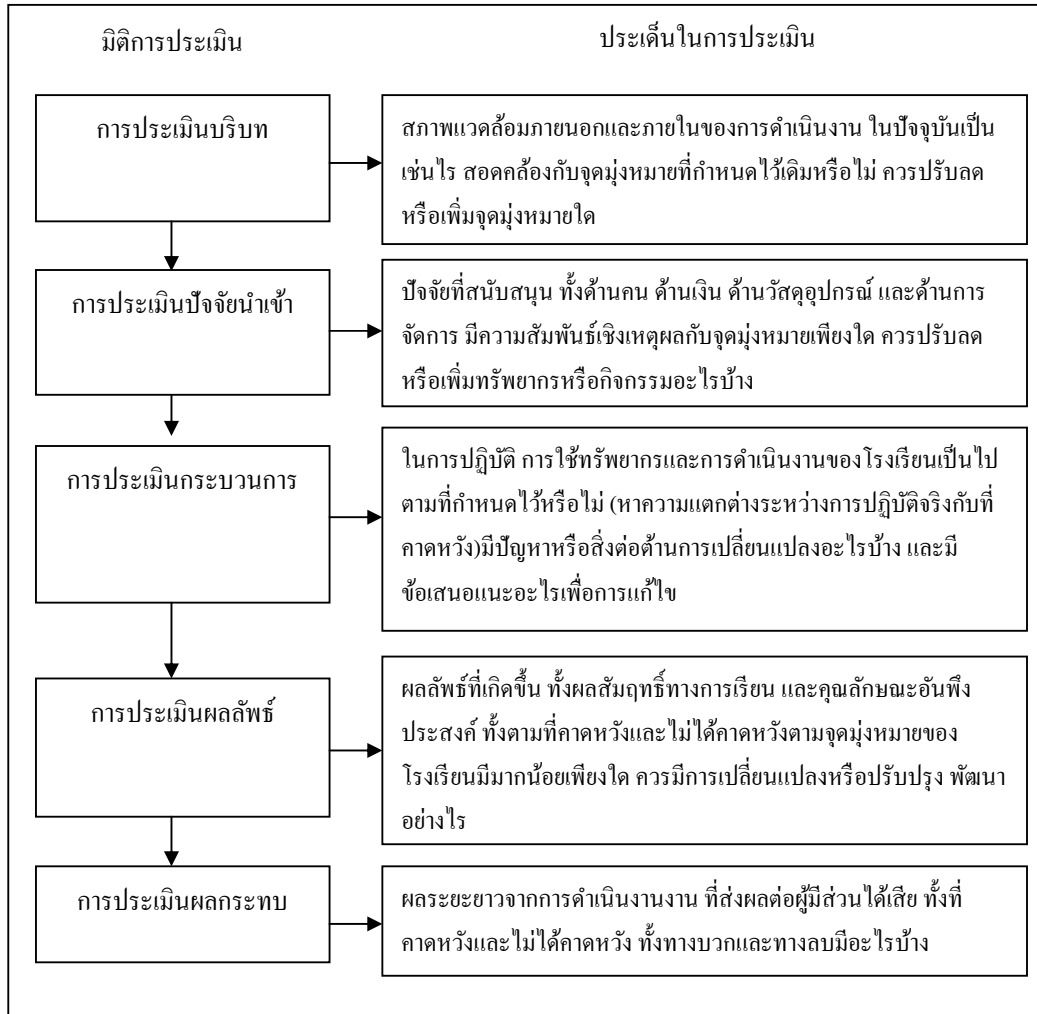 มิติการประเมิน
ประเด็นในการประเมิน
การประเมินบริบท
สภาพแวดล้อมภายนอกและภายในของการดำเนินงาน ในปัจจุบันเป็น
เช่นไร สอดคล้องกับจุดมุ่งหมายที่กำหนดไว้เดิมหรือไม่ ควรปรับลด
หรือเพิ่มจุดมุ่งหมายใด
การประเมินปัจจัยนำเข้า
ปัจจัยที่สนับสนุน ทั้งด้านคน ด้านเงิน ด้านวัสดุอุปกรณ์ และด้านการ
จัดการ มีความสัมพันธ์เชิงเหตุผลกับจุดมุ่งหมายเพียงใด ควรปรับลด
หรือเพิ่มทรัพยากรหรือกิจกรรมอะไรบ้าง
การประเมินกระบวนการ
ในการปฏิบัติ การใช้ทรัพยากรและการดำเนินงานของโรงเรียนเป็นไป
ตามที่กำหนดไว้หรือไม่ (หาความแตกต่างระหว่างการปฏิบัติจริงกับที่
คาดหวัง)มีปัญหาหรือสิ่งต่อต้านการเปลี่ยนแปลงอะไรบ้าง และมี
ข้อเสนอแนะอะไรเพื่อการแก้ไข
การประเมินผลลัพธ์
ผลลัพธ์ที่เกิดขึ้น ทั้งผลสัมฤทธิ์ทางการเรียน และคุณลักษณะอันพึง
ประสงค์ ทั้งตามที่คาดหวังและไม่ได้คาดหวังตามจุดมุ่งหมายของ
โรงเรียนมีมากน้อยเพียงใด ควรมีการเปลี่ยนแปลงหรือปรับปรุง พัฒนา
อย่างไร
การประเมินผลกระทบ
ผลระยะยาวจากการดำเนินงานงาน ที่ส่งผลต่อผู้มีส่วนได้เสีย ทั้งที่
คาดหวังและไม่ได้คาดหวัง ทั้งทางบวกและทางลบมีอะไรบ้าง